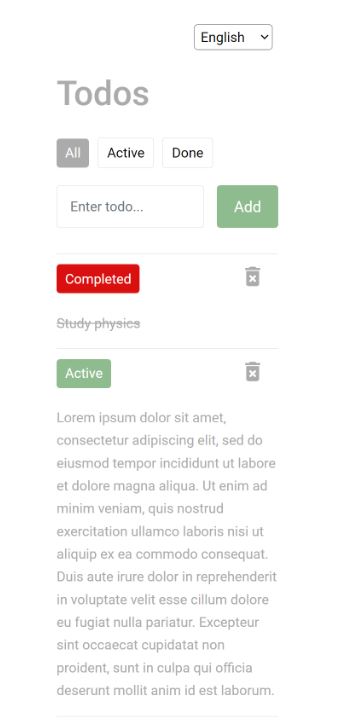 English
Todos
All Active Done
Enter todo... Add
Completed
Study physics
Active
Lorem ipsum dolor sit amet,
consectetur adipiscing elit, sed do
eiusmod tempor incididunt ut labore
et dolore magna aliqua. Ut enim ad
minim veniam, quis nostrud
exercitation ullamco laboris nisi ut
aliquip ex ea commodo consequat.
Duis aute irure dolor in reprehenderit
in voluptate velit esse cillum dolore
eu fugiat nulla pariatur. Excepteur
sint occaecat cupidatat non
proident, sunt in culpa qui officia
deserunt mollit anim id est laborum.